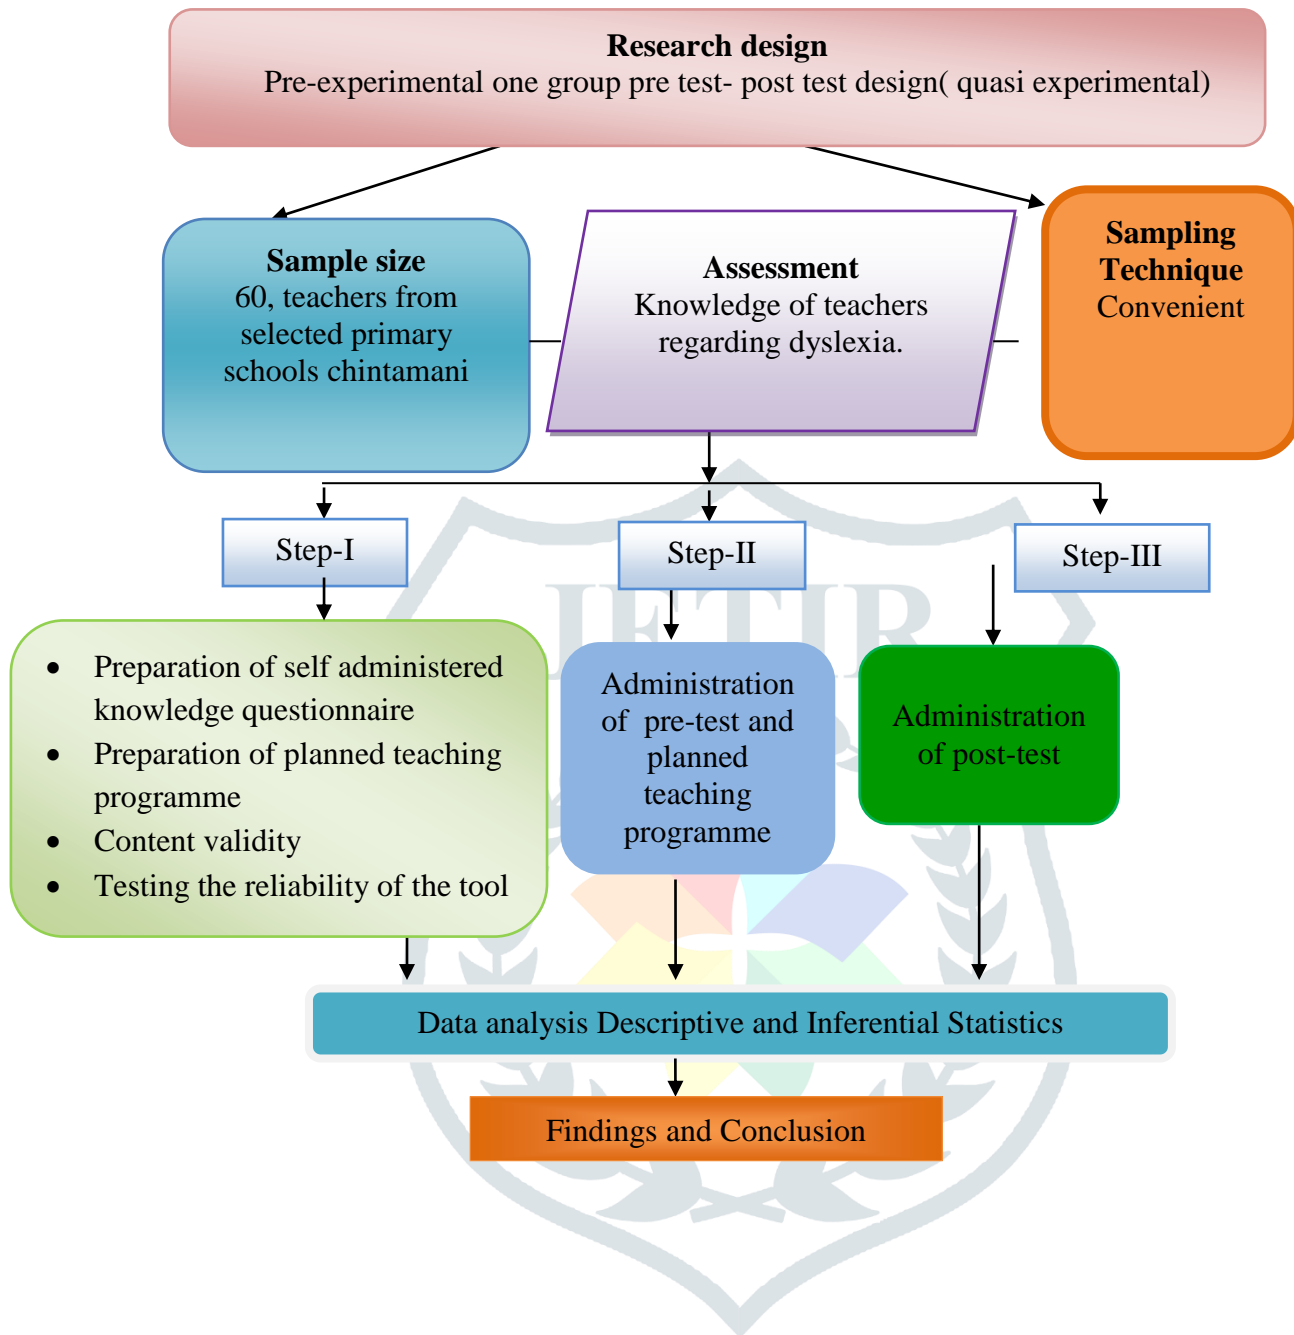 Research design
Pre-experimental one group pre test- post test design( quasi experimental)
Sample size
60, teachers from
selected primary
schools chintamani
Assessment
Knowledge of teachers
regarding dyslexia.
Sampling
Technique
Convenient
Step-I
Step-II
Step-III
JETIR
• Preparation of self administered
knowledge questionnaire
• Preparation of planned teaching
programme
• Content validity
• Testing the reliability of the tool
Administration
of pre-test and
planned
teaching
programme
Administration
of post-test
Data analysis Descriptive and Inferential Statistics
Findings and Conclusion